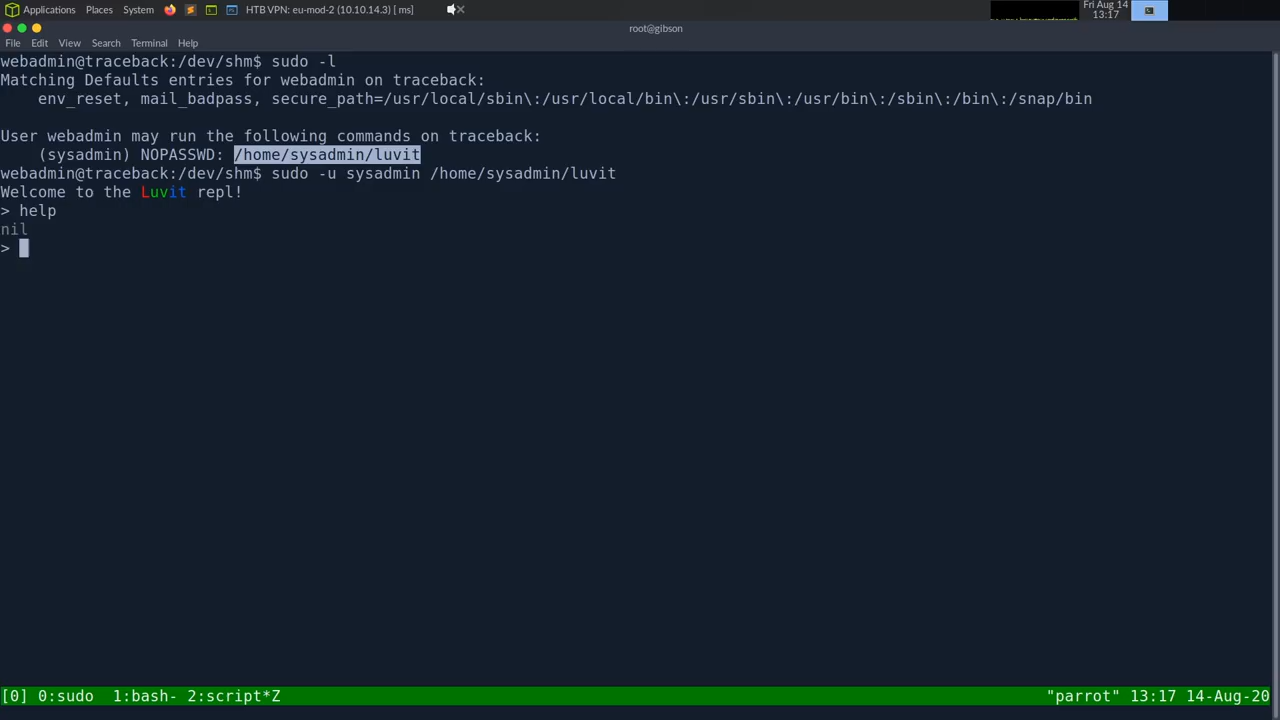 Applications Places System HTB VPN: eu-mod-2 (10.10.14.3) [ms] Fri Aug 14
13:17
root@gibson
File Edit View Search Terminal Help
webadmin@traceback:/dev/shm$ sudo -l
Matching Defaults entries for webadmin on traceback:
    env_reset, mail_badpass, secure_path=/usr/local/sbin\:/usr/local/bin\:/usr/sbin\:/usr/bin\:/sbin\:/bin\:/snap/bin
User webadmin may run the following commands on traceback:
    (sysadmin) NOPASSWD: /home/sysadmin/luvit
webadmin@traceback:/dev/shm$ sudo -u sysadmin /home/sysadmin/luvit
Welcome to the Luvit repl!
> help
nil
>
[0] 0:sudo  1:bash- 2:script*Z "parrot" 13:17 14-Aug-20